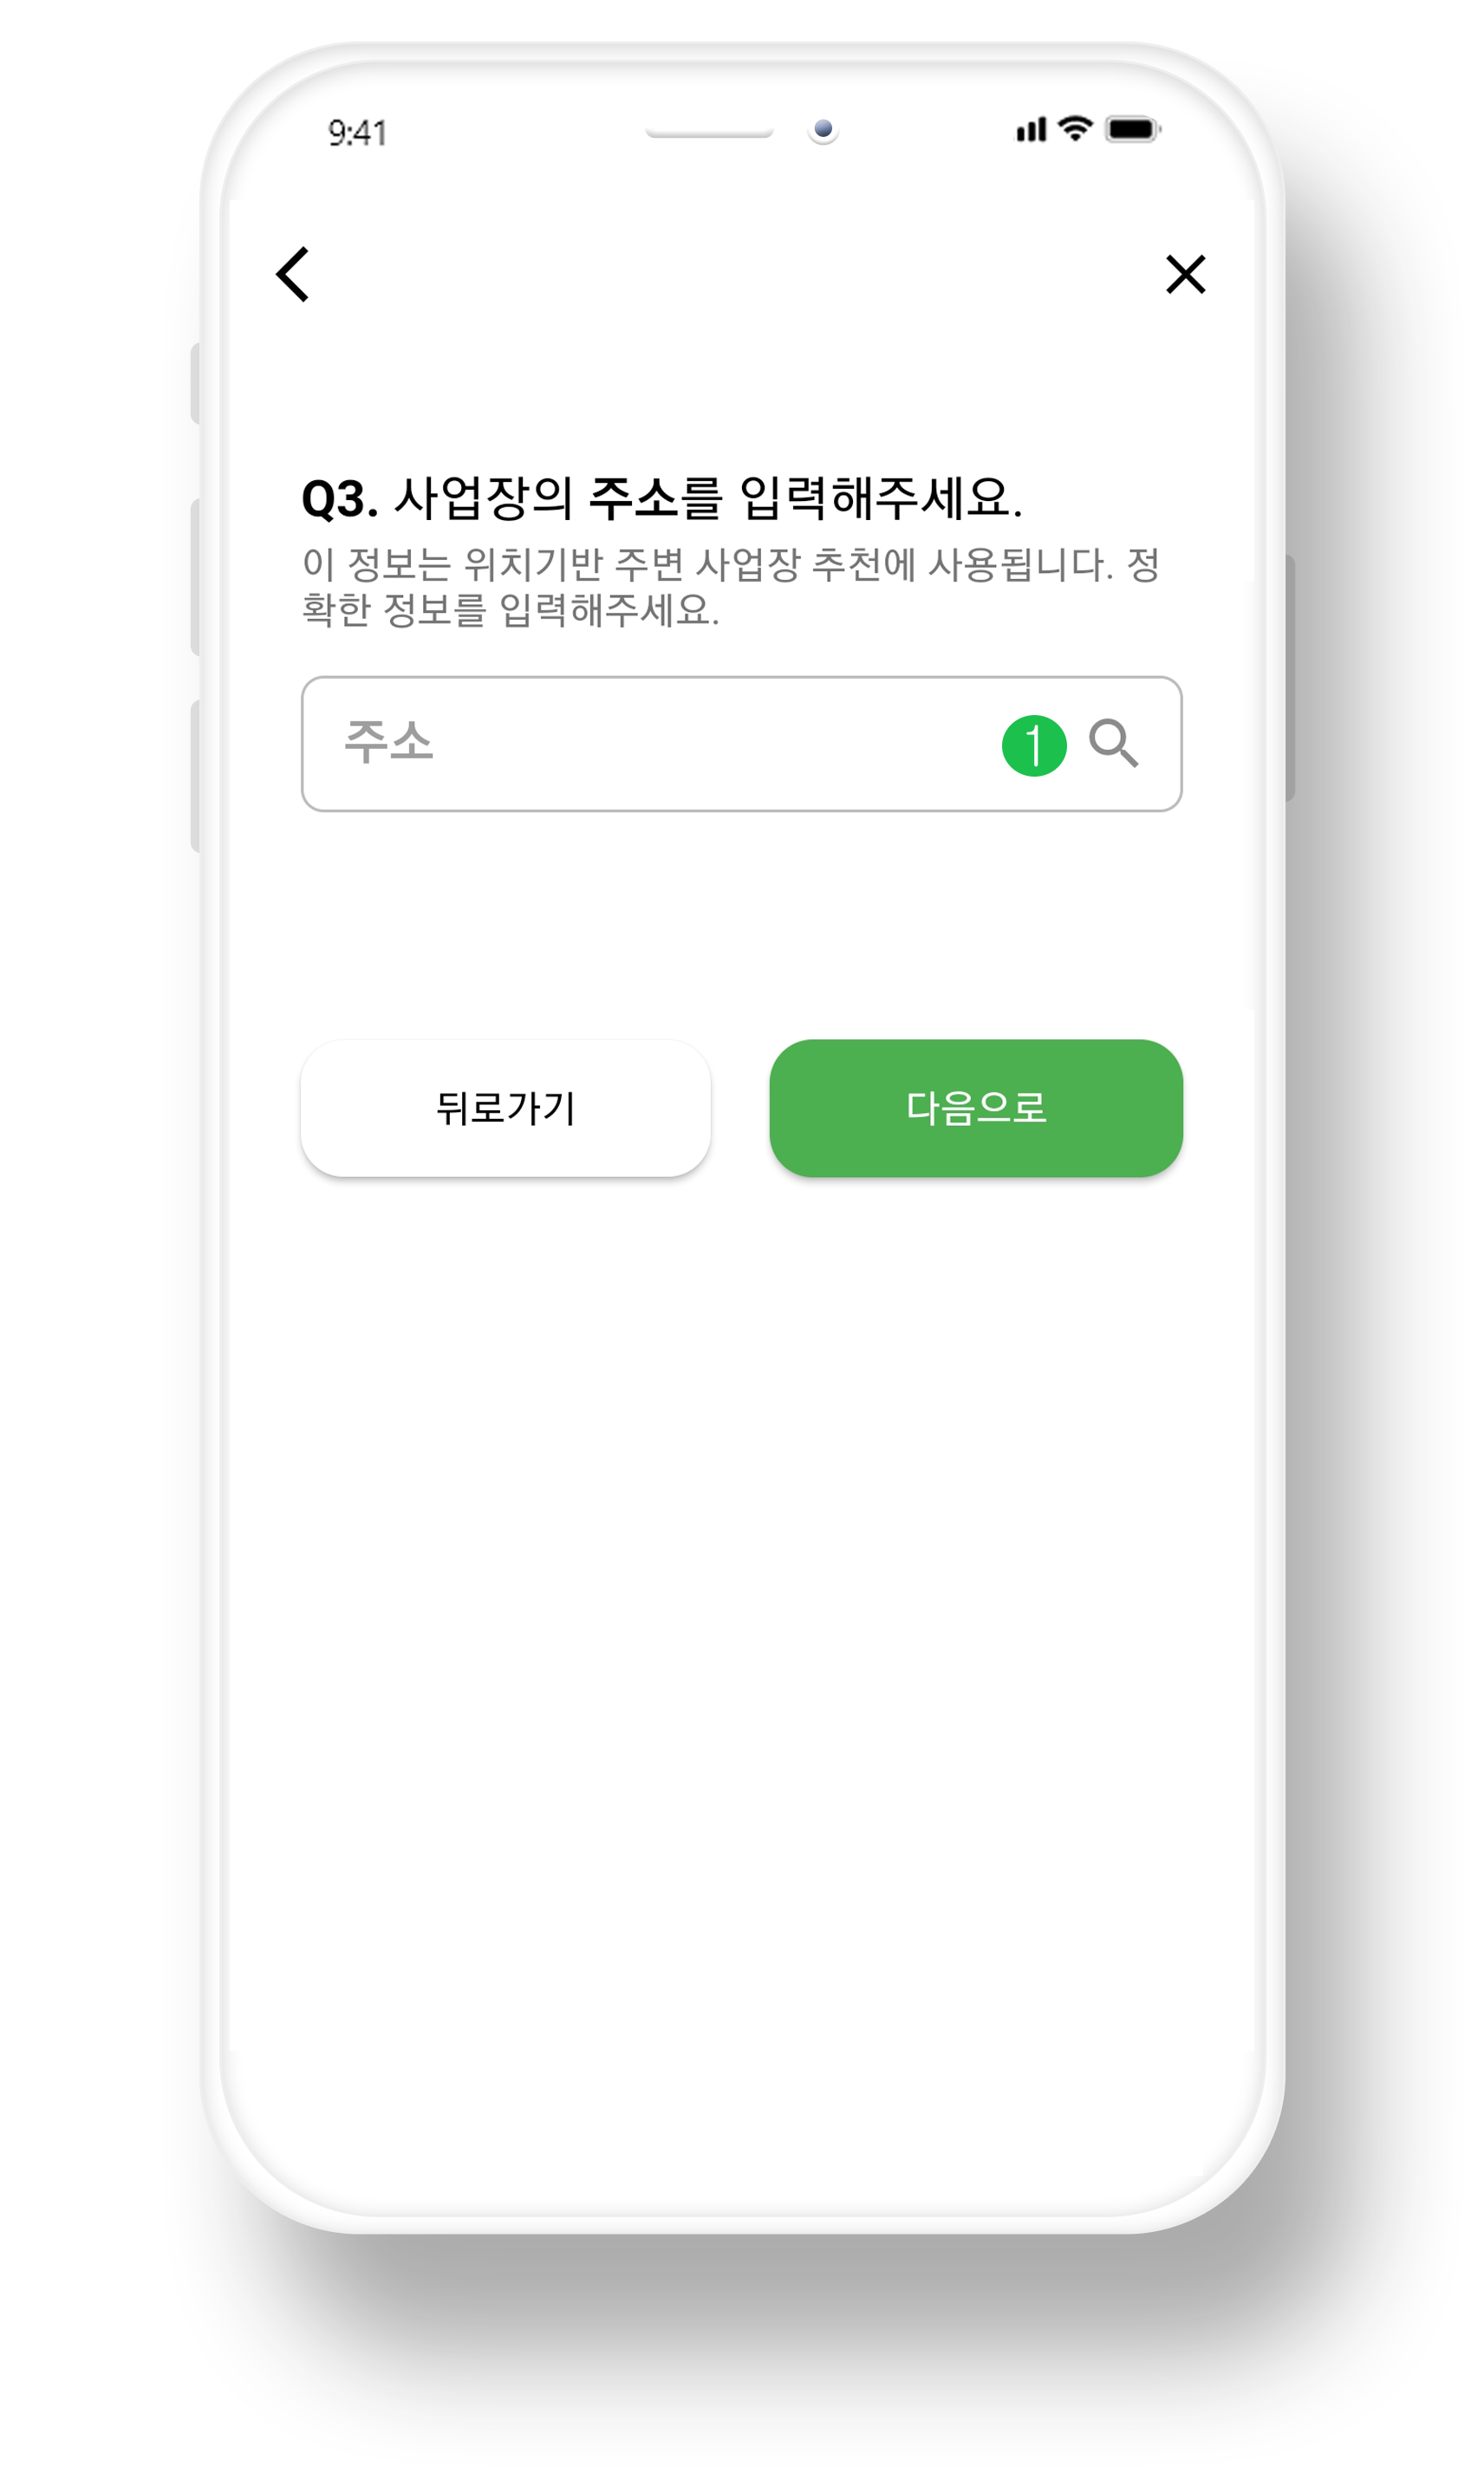 9:41
Q3. 사업장의 주소를 입력해주세요.
이 정보는 위치기반 주변 사업장 추천에 사용됩니다. 정
확한 정보를 입력해주세요.
주소 1
뒤로가기 다음으로